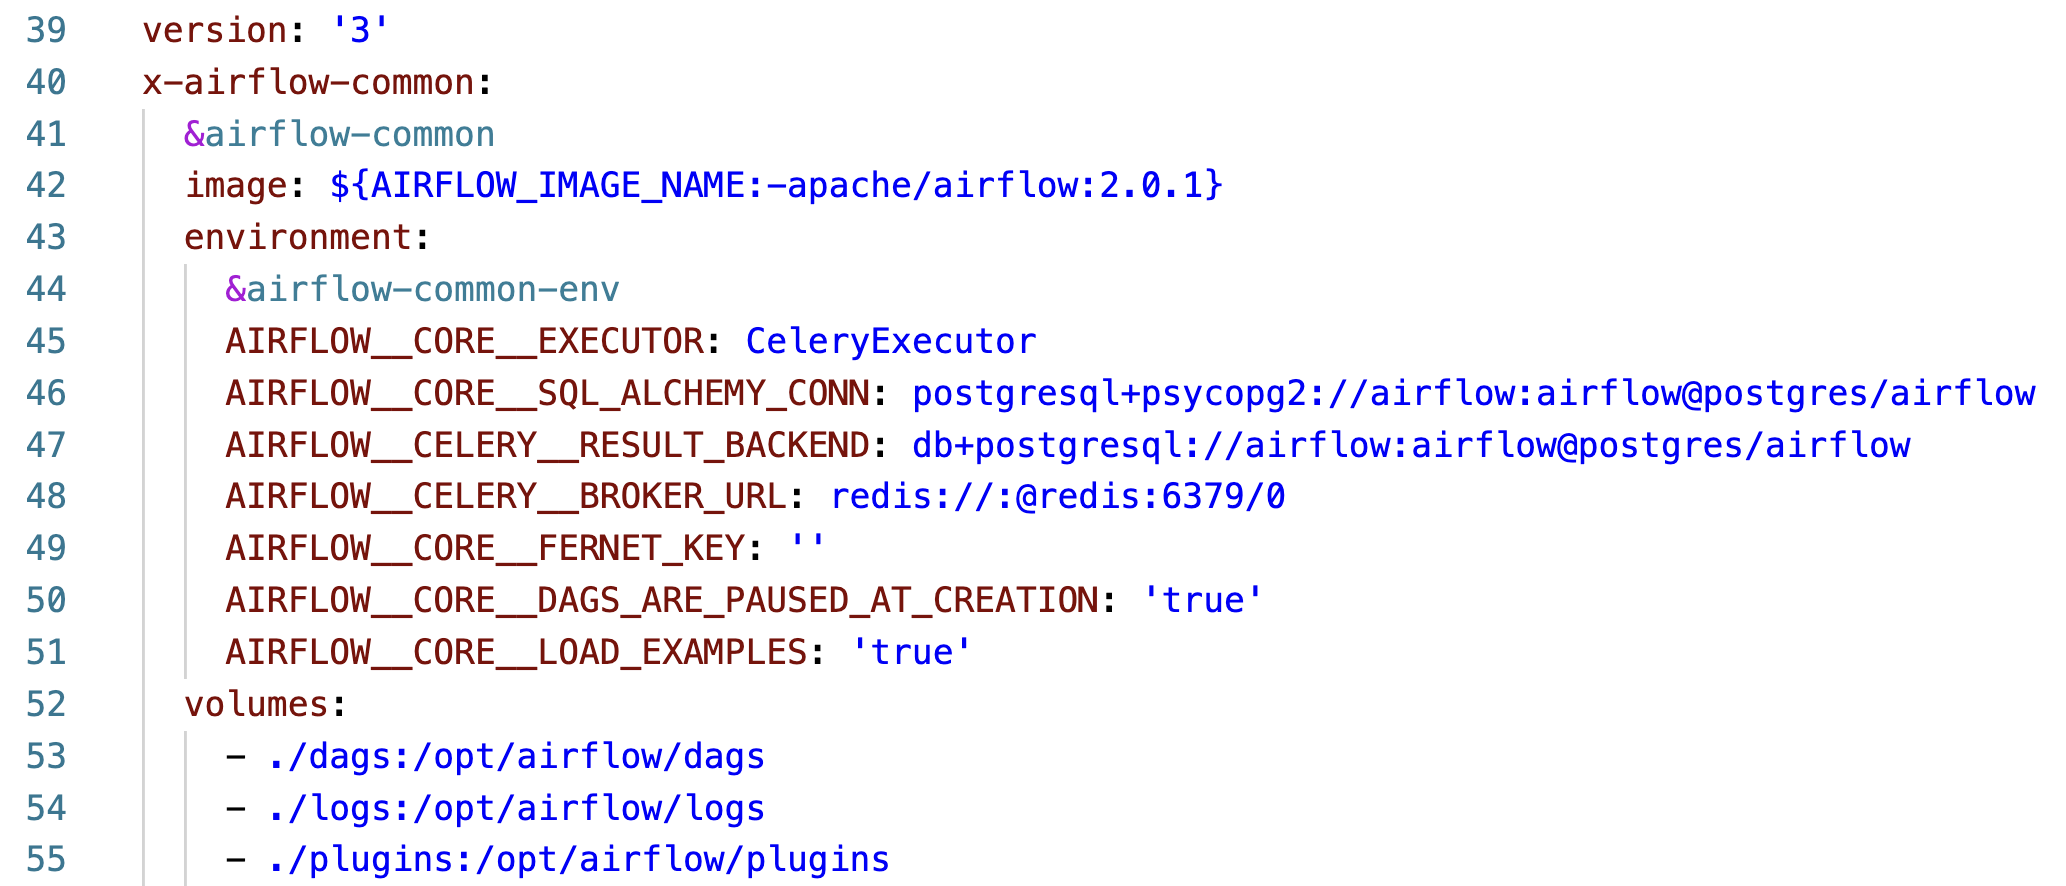 39 version: '3'
40 x-airflow-common:
41   &airflow-common
42   image: ${AIRFLOW_IMAGE_NAME:-apache/airflow:2.0.1}
43   environment:
44     &airflow-common-env
45     AIRFLOW__CORE__EXECUTOR: CeleryExecutor
46     AIRFLOW__CORE__SQL_ALCHEMY_CONN: postgresql+psycopg2://airflow:airflow@postgres/airflow
47     AIRFLOW__CELERY__RESULT_BACKEND: db+postgresql://airflow:airflow@postgres/airflow
48     AIRFLOW__CELERY__BROKER_URL: redis://:@redis:6379/0
49     AIRFLOW__CORE__FERNET_KEY: ''
50     AIRFLOW__CORE__DAGS_ARE_PAUSED_AT_CREATION: 'true'
51     AIRFLOW__CORE__LOAD_EXAMPLES: 'true'
52   volumes:
53     - ./dags:/opt/airflow/dags
54     - ./logs:/opt/airflow/logs
55     - ./plugins:/opt/airflow/plugins